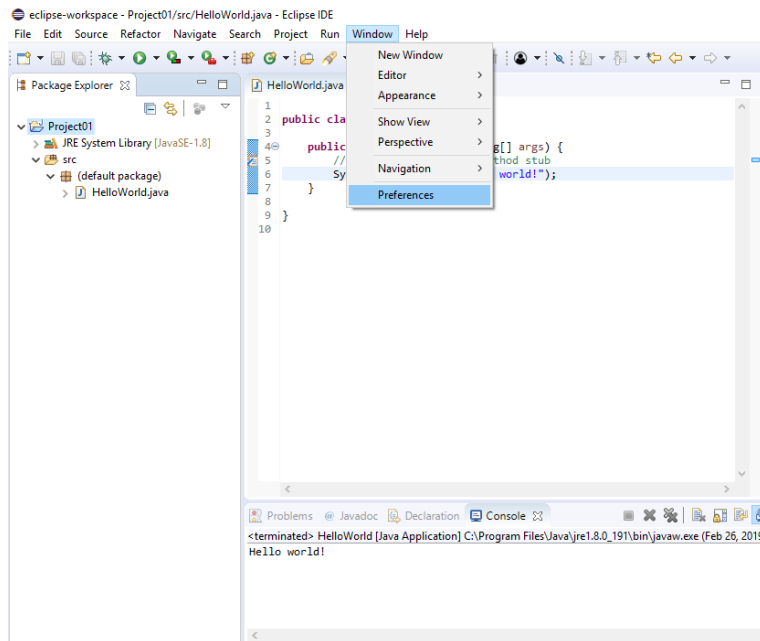 eclipse-workspace - Project01/src/HelloWorld.java - Eclipse IDE
File Edit Source Refactor Navigate Search Project Run Window Help
New Window
Editor
Appearance
Show View
Perspective
Navigation
Preferences
Package Explorer
Project01
JRE System Library [JavaSE-1.8]
src
(default package)
HelloWorld.java
HelloWorld.java
1
2 public cla
3
4 public g[] args) {
5 // thod stub
6 Sy world!");
7 }
8
9 }
10
Problems @ Javadoc Declaration Console
<terminated> HelloWorld [Java Application] C:\Program Files\Java\jre1.8.0_191\bin\javaw.exe (Feb 26, 2019
Hello world!